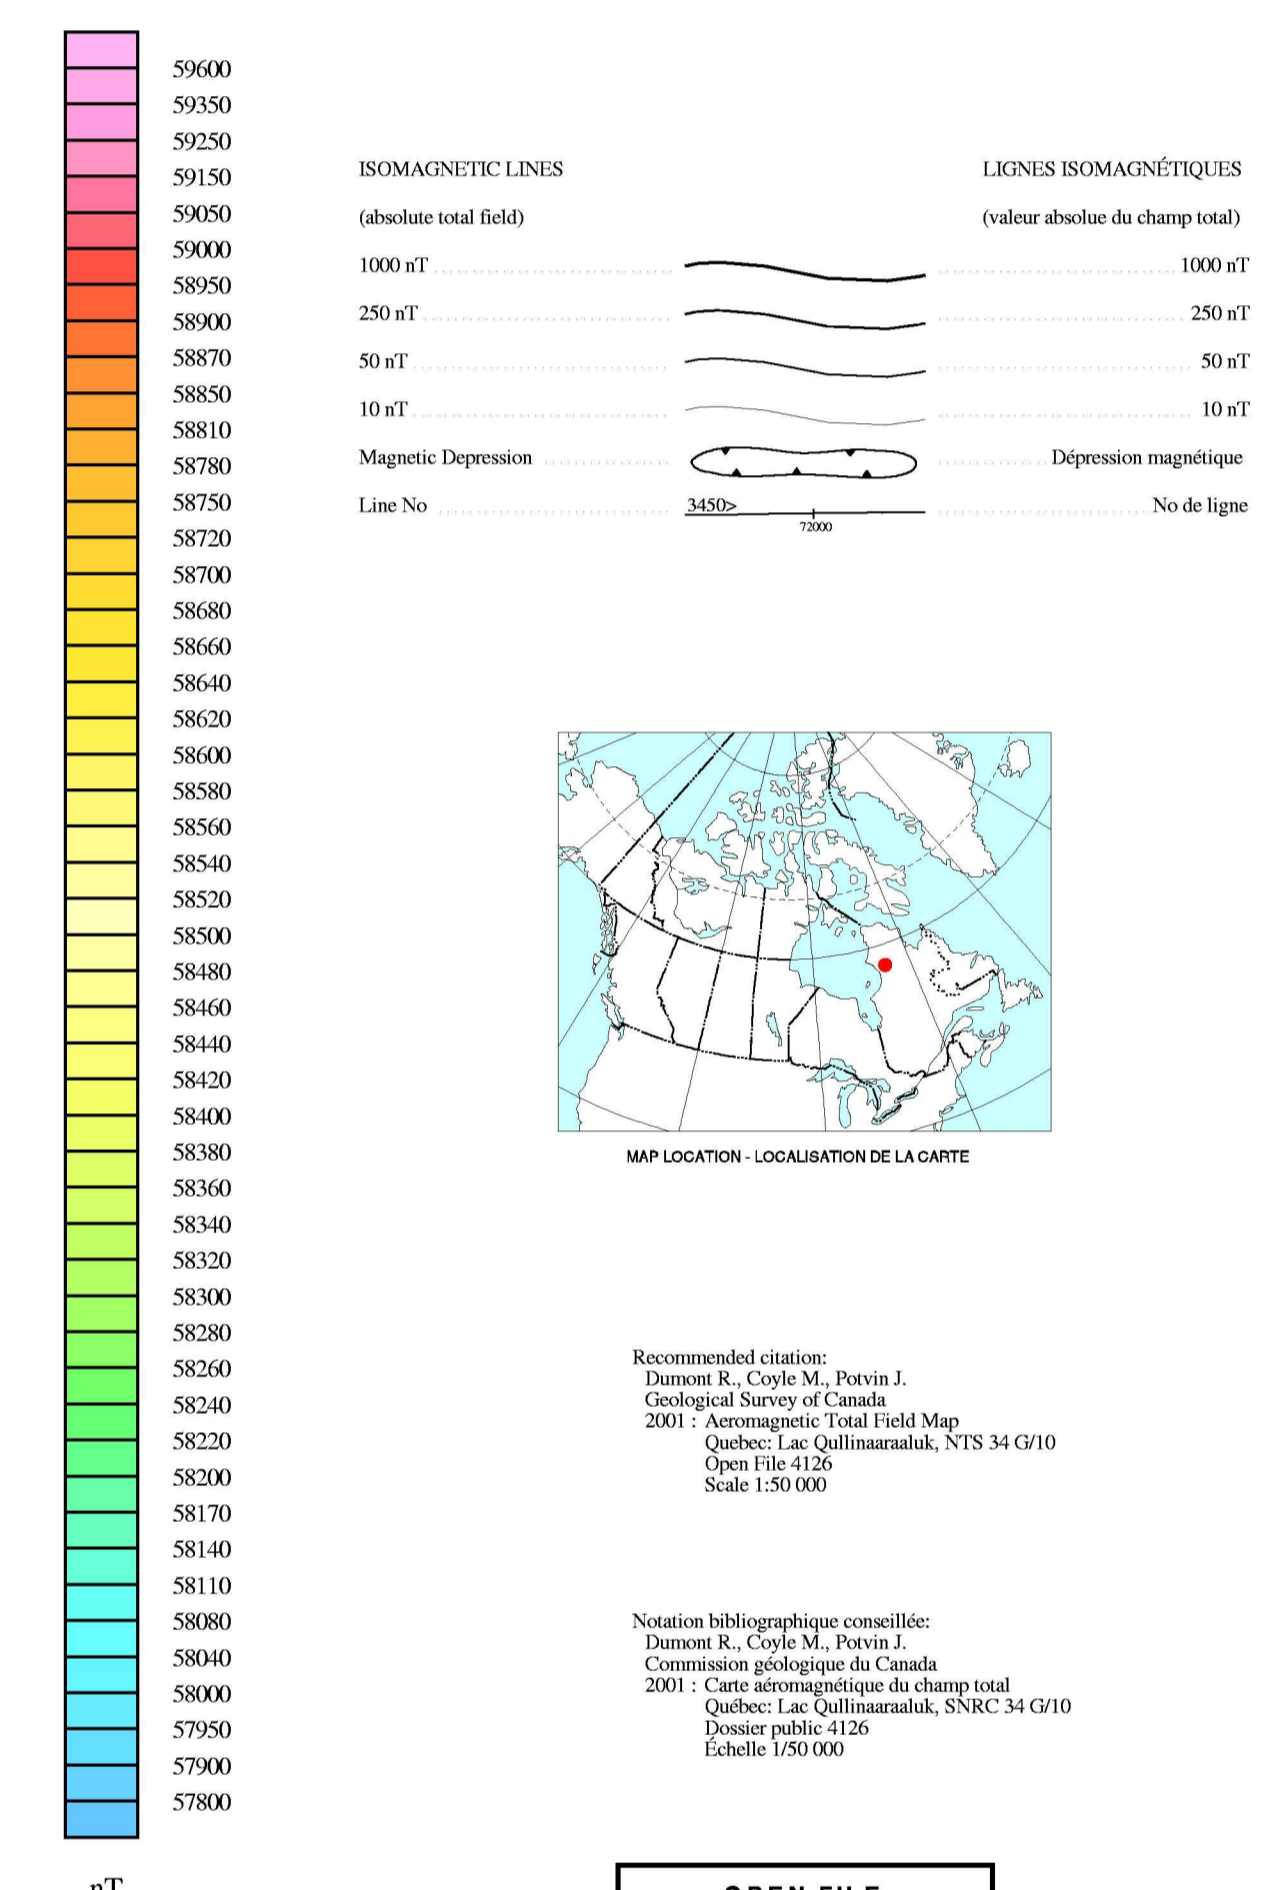 59600
59350
59250
59150
59050
59000
58950
58900
58870
58850
58810
58780
58750
58720
58700
58680
58660
58640
58620
58600
58580
58560
58540
58520
58500
58480
58460
58440
58420
58400
58380
58360
58340
58320
58300
58280
58260
58240
58220
58200
58170
58140
58110
58080
58040
58000
57950
57900
57800
nT
ISOMAGNETIC LINES LIGNES ISOMAGNÉTIQUES
(absolute total field) (valeur absolue du champ total)
1000 nT 1000 nT
250 nT 250 nT
50 nT 50 nT
10 nT 10 nT
Magnetic Depression Dépression magnétique
Line No 3450> No de ligne
72000
MAP LOCATION - LOCALISATION DE LA CARTE
Recommended citation:
Dumont R., Coyle M., Potvin J.
Geological Survey of Canada
2001 : Aeromagnetic Total Field Map
Quebec: Lac Qullinaaraaluk, NTS 34 G/10
Open File 4126
Scale 1:50 000
Notation bibliographique conseillée:
Dumont R., Coyle M., Potvin J.
Commission géologique du Canada
2001 : Carte aéromagnétique du champ total
Québec: Lac Qullinaaraaluk, SNRC 34 G/10
Dossier public 4126
Échelle 1/50 000
OPEN FILE